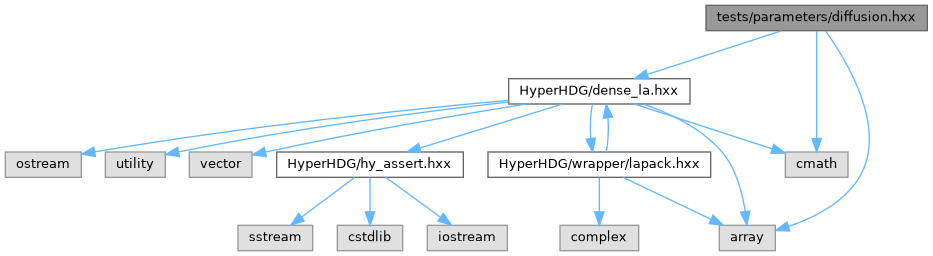 tests/parameters/diffusion.hxx
HyperHDG/dense_la.hxx
ostream
utility
vector
HyperHDG/hy_assert.hxx
HyperHDG/wrapper/lapack.hxx
cmath
sstream
cstdlib
iostream
complex
array